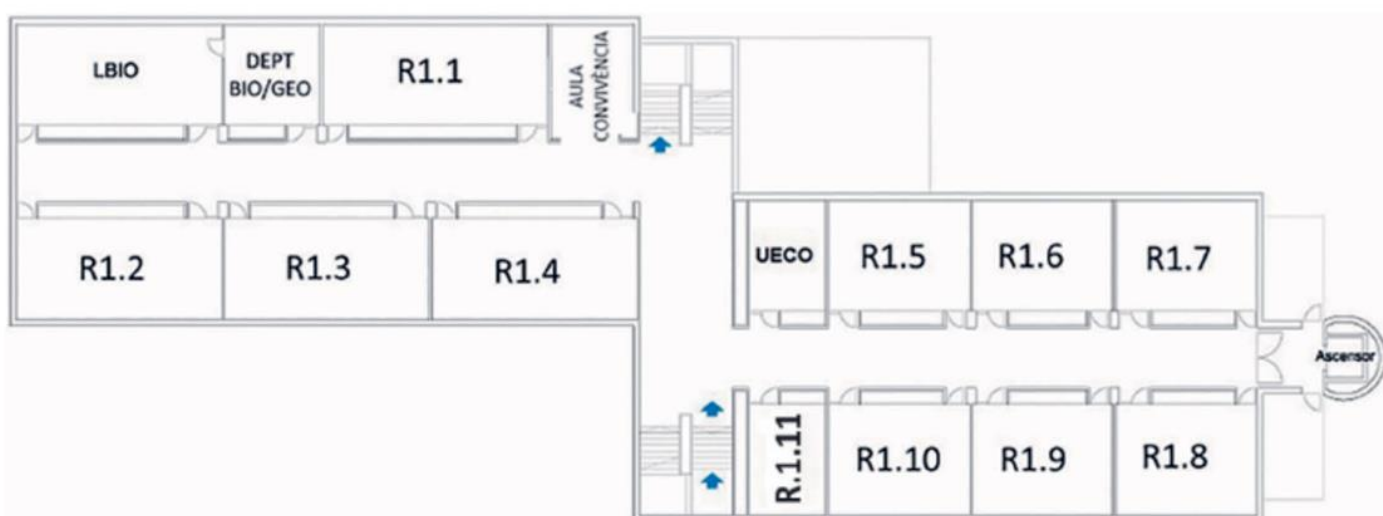 LBIO
DEPT
BIO/GEO
R1.1
AULA
CONVIVÈNCIA
R1.2
R1.3
R1.4
UECO
R1.5
R1.6
R1.7
Ascensor
R.1.11
R1.10
R1.9
R1.8